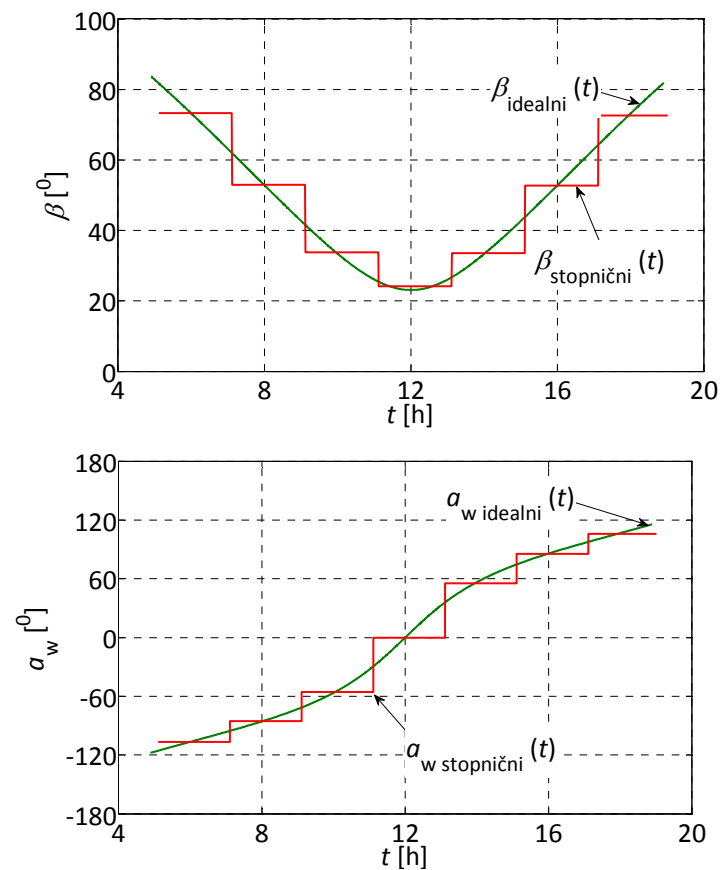 100
80
60
40
20
0
β [⁰]
β idealni (t)
β stopnični (t)
4 8 12 16 20
t [h]
180
120
60
0
-60
-120
-180
a w [⁰]
a w idealni (t)
a w stopnični (t)
4 8 12 16 20
t [h]